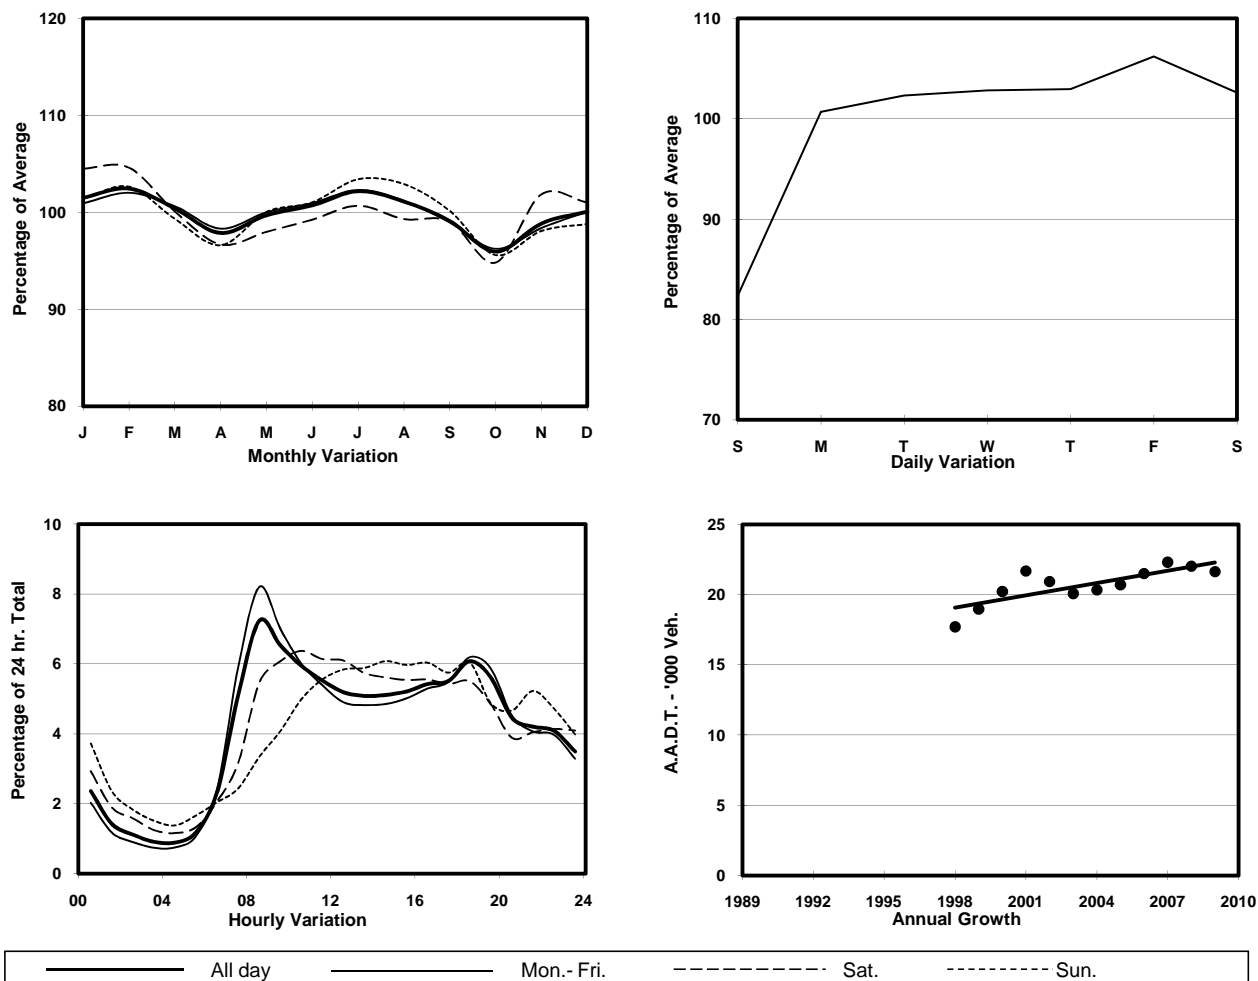 120
110
100
90
80
Percentage of Average
J F M A M J J A S O N D
Monthly Variation
110
100
90
80
70
Percentage of Average
S M T W T F S
Daily Variation
10
8
6
4
2
0
Percentage of 24 hr. Total
00 04 08 12 16 20 24
Hourly Variation
25
20
15
10
5
0
A.A.D.T. - '000 Veh.
1989 1992 1995 1998 2001 2004 2007 2010
Annual Growth
All day Mon.- Fri. Sat. Sun.